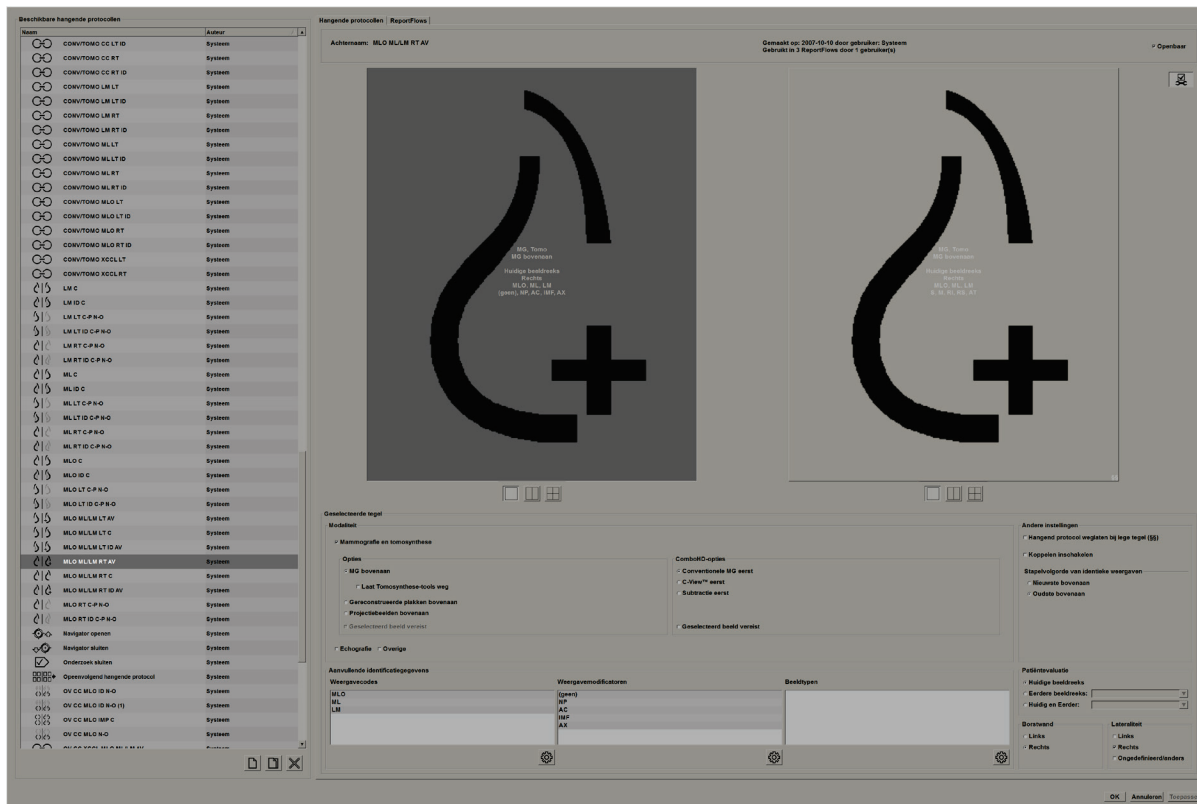 Beschikbare hangende protocollen
Naam Auteur
CONV/TOMO CC LT ID Systeem
CONV/TOMO CC RT Systeem
CONV/TOMO CC RT ID Systeem
CONV/TOMO LM LT Systeem
CONV/TOMO LM LT ID Systeem
CONV/TOMO LM RT Systeem
CONV/TOMO LM RT ID Systeem
CONV/TOMO ML LT Systeem
CONV/TOMO ML LT ID Systeem
CONV/TOMO ML RT Systeem
CONV/TOMO ML RT ID Systeem
CONV/TOMO MLO LT Systeem
CONV/TOMO MLO LT ID Systeem
CONV/TOMO MLO RT Systeem
CONV/TOMO MLO RT ID Systeem
CONV/TOMO XCCL LT Systeem
CONV/TOMO XCCL RT Systeem
LM C Systeem
LM ID C Systeem
LM LT C-P N-O Systeem
LM LT ID C-P N-O Systeem
LM RT C-P N-O Systeem
LM RT ID C-P N-O Systeem
ML C Systeem
ML ID C Systeem
ML LT C-P N-O Systeem
ML LT ID C-P N-O Systeem
ML RT C-P N-O Systeem
ML RT ID C-P N-O Systeem
MLO C Systeem
MLO ID C Systeem
MLO LT C-P N-O Systeem
MLO LT ID C-P N-O Systeem
MLO ML/LM LT AV Systeem
MLO ML/LM LT C Systeem
MLO ML/LM LT ID AV Systeem
MLO ML/LM RT AV Systeem
MLO ML/LM RT C Systeem
MLO ML/LM RT ID AV Systeem
MLO RT C-P N-O Systeem
MLO RT ID C-P N-O Systeem
Navigator openen Systeem
Navigator sluiten Systeem
Onderzoek sluiten Systeem
Opeenvolgend hangende protocol Systeem
OV CC MLO ID N-O Systeem
OV CC MLO ID N-O (1) Systeem
OV CC MLO IMP C Systeem
OV CC MLO N-O Systeem
Hangende protocollen ReportFlows
Achternaam: MLO ML/LM RT AV
Gemaakt op: 2007-10-10 door gebruiker: Systeem
Gebruikt in 3 ReportFlows door 1 gebruiker(s)
Openbaar
MG, Tomo
MG bovenaan
Huidige beeldreeks
Rechts
MLO, ML, LM
(geen), NP, AC, IMF, AX
MG, Tomo
MG bovenaan
Huidige beeldreeks
Rechts
MLO, ML, LM
Geselecteerde tegel
Modaliteit
Mammografie en tomosynthese
Opties
MG bovenaan
Laat Tomosynthese-tools weg
Gereconstrueerde plakken bovenaan
Projectiebeelden bovenaan
Geselecteerd beeld vereist
ComboHD-opties
Conventionele MG eerst
C-View™ eerst
Subtractie eerst
Geselecteerd beeld vereist
Echografie Overige
Andere instellingen
Hangend protocol weglaten bij lege tegel (§§)
Koppelen inschakelen
Stapelvolgorde van identieke weergaven
Nieuwste bovenaan
Oudste bovenaan
Aanvullende identificatiegegevens
Weergavecodes
MLO
ML
LM
Weergavemodificatoren
(geen)
NP
AC
IMF
AX
Beeldtypen
Patiëntevaluatie
Huidige beeldreeks
Eerdere beeldreeks:
Huidig en Eerder:
Borstwand
Links
Rechts
Lateraliteit
Links
Rechts
Ongedefinieerd/anders
OK Annuleren